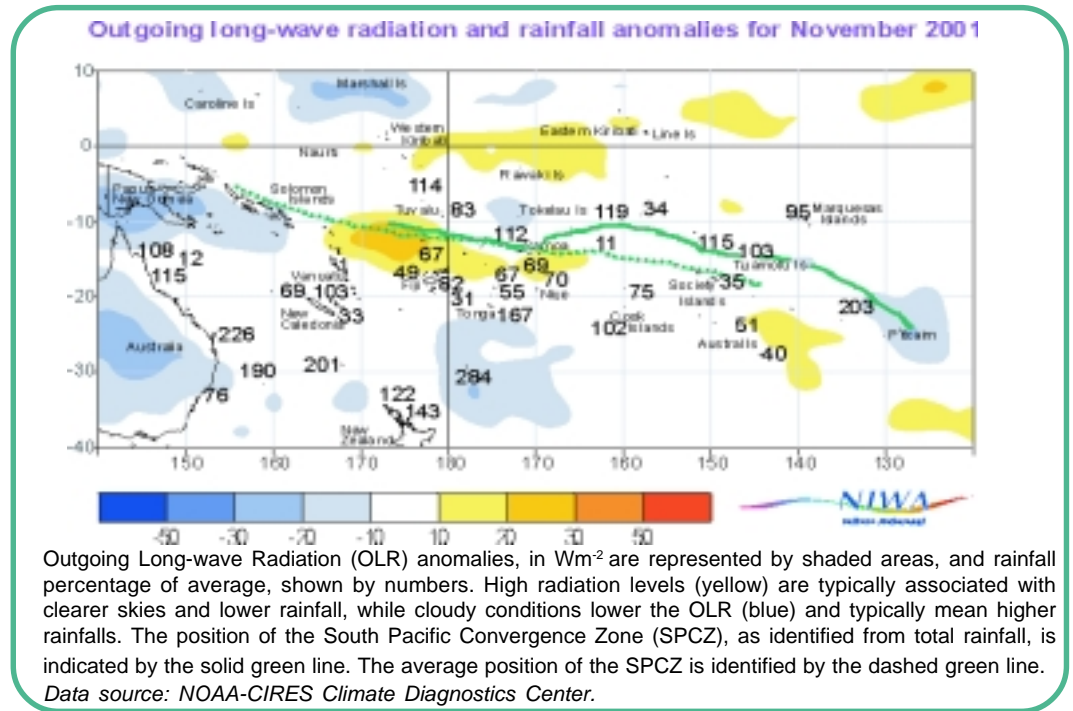 Outgoing long-wave radiation and rainfall anomalies for November 2001
10
Marshall Is
Caroline Is
Western
Kiribati
Eastern Kiribati
Line Is
0
Nauru
Rawaki Is
114
Papua
New Guinea
Solomon
Islands
Tuvalu
83
Tokelau Is
119
34
95
Marquesas
Islands
-10
112
Samoa
11
115
103
Tuamotu Is
108
12
115
67
49
Fiji
82
67
69
70
Vanuatu
Niue
Society
Islands
35
-20
69
103
31
55
75
203
New
Caledonia
33
Tonga
167
102
Cook
Islands
51
Pitcairn
226
Australs
40
Australia
-30
190
201
284
76
122
143
New
Zealand
-40
150
160
170
180
170
160
150
140
130
-50
-30
-20
-10
10
20
30
50
NIWA
Outgoing Long-wave Radiation (OLR) anomalies, in Wm-2 are represented by shaded areas, and rainfall
percentage of average, shown by numbers. High radiation levels (yellow) are typically associated with
clearer skies and lower rainfall, while cloudy conditions lower the OLR (blue) and typically mean higher
rainfalls. The position of the South Pacific Convergence Zone (SPCZ), as identified from total rainfall, is
indicated by the solid green line. The average position of the SPCZ is identified by the dashed green line.
Data source: NOAA-CIRES Climate Diagnostics Center.